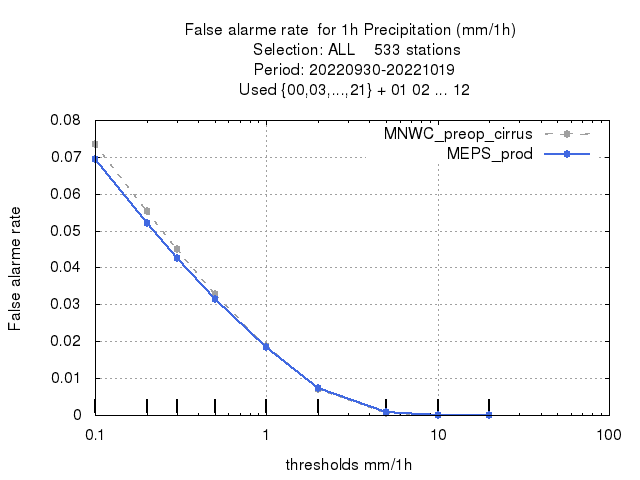 False alarme rate  for 1h Precipitation (mm/1h)
Selection: ALL    533 stations
Period: 20220930-20221019
Used {00,03,...,21} + 01 02 ... 12
MNWC_preop_cirrus
MEPS_prod
False alarme rate
0.08
0.07
0.06
0.05
0.04
0.03
0.02
0.01
0
0.1 1 10 100
thresholds mm/1h